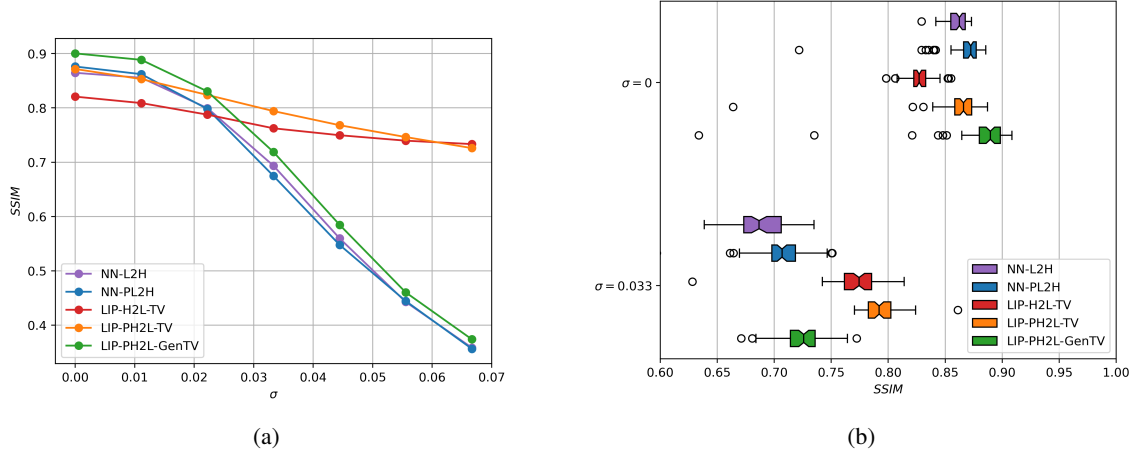 0.9
0.8
0.7
0.6
0.5
0.4
SSIM
NN-L2H
NN-PL2H
LIP-H2L-TV
LIP-PH2L-TV
LIP-PH2L-GenTV
0.00 0.01 0.02 0.03 0.04 0.05 0.06 0.07
σ
(a)
σ = 0
σ = 0.033
NN-L2H
NN-PL2H
LIP-H2L-TV
LIP-PH2L-TV
LIP-PH2L-GenTV
0.60 0.65 0.70 0.75 0.80 0.85 0.90 0.95 1.00
SSIM
(b)